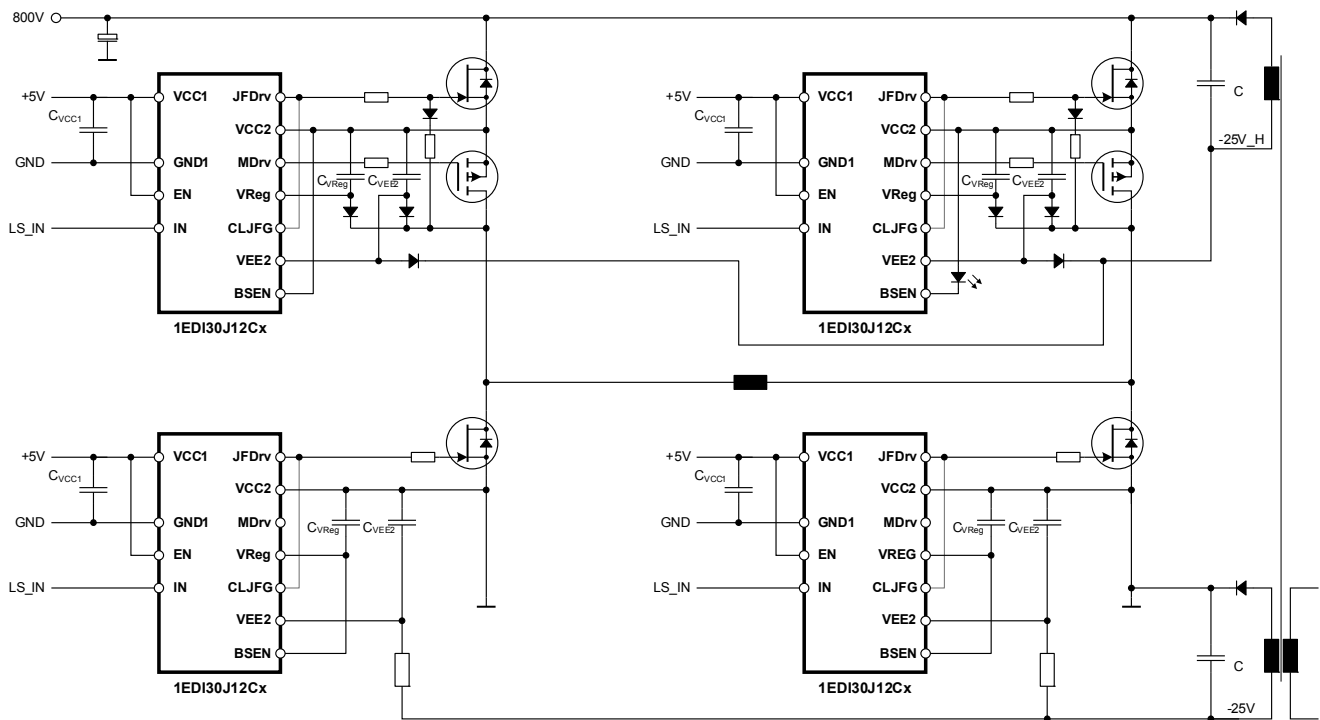 800V
+5V
CVCC1
GND
LS_IN
VCC1
GND1
EN
IN
JFDrv
VCC2
MDrv
VReg
CLJFG
VEE2
BSEN
CVReg
CVEE2
1EDI30J12Cx
+5V
CVCC1
GND
LS_IN
VCC1
GND1
EN
IN
JFDrv
VCC2
MDrv
VReg
CLJFG
VEE2
BSEN
CVReg
CVEE2
1EDI30J12Cx
C
-25V_H
+5V
CVCC1
GND
LS_IN
VCC1
GND1
EN
IN
JFDrv
VCC2
MDrv
VReg
CLJFG
VEE2
BSEN
CVReg
CVEE2
1EDI30J12Cx
+5V
CVCC1
GND
LS_IN
VCC1
GND1
EN
IN
JFDrv
VCC2
MDrv
VREG
CLJFG
VEE2
BSEN
CVReg
CVEE2
1EDI30J12Cx
C
-25V